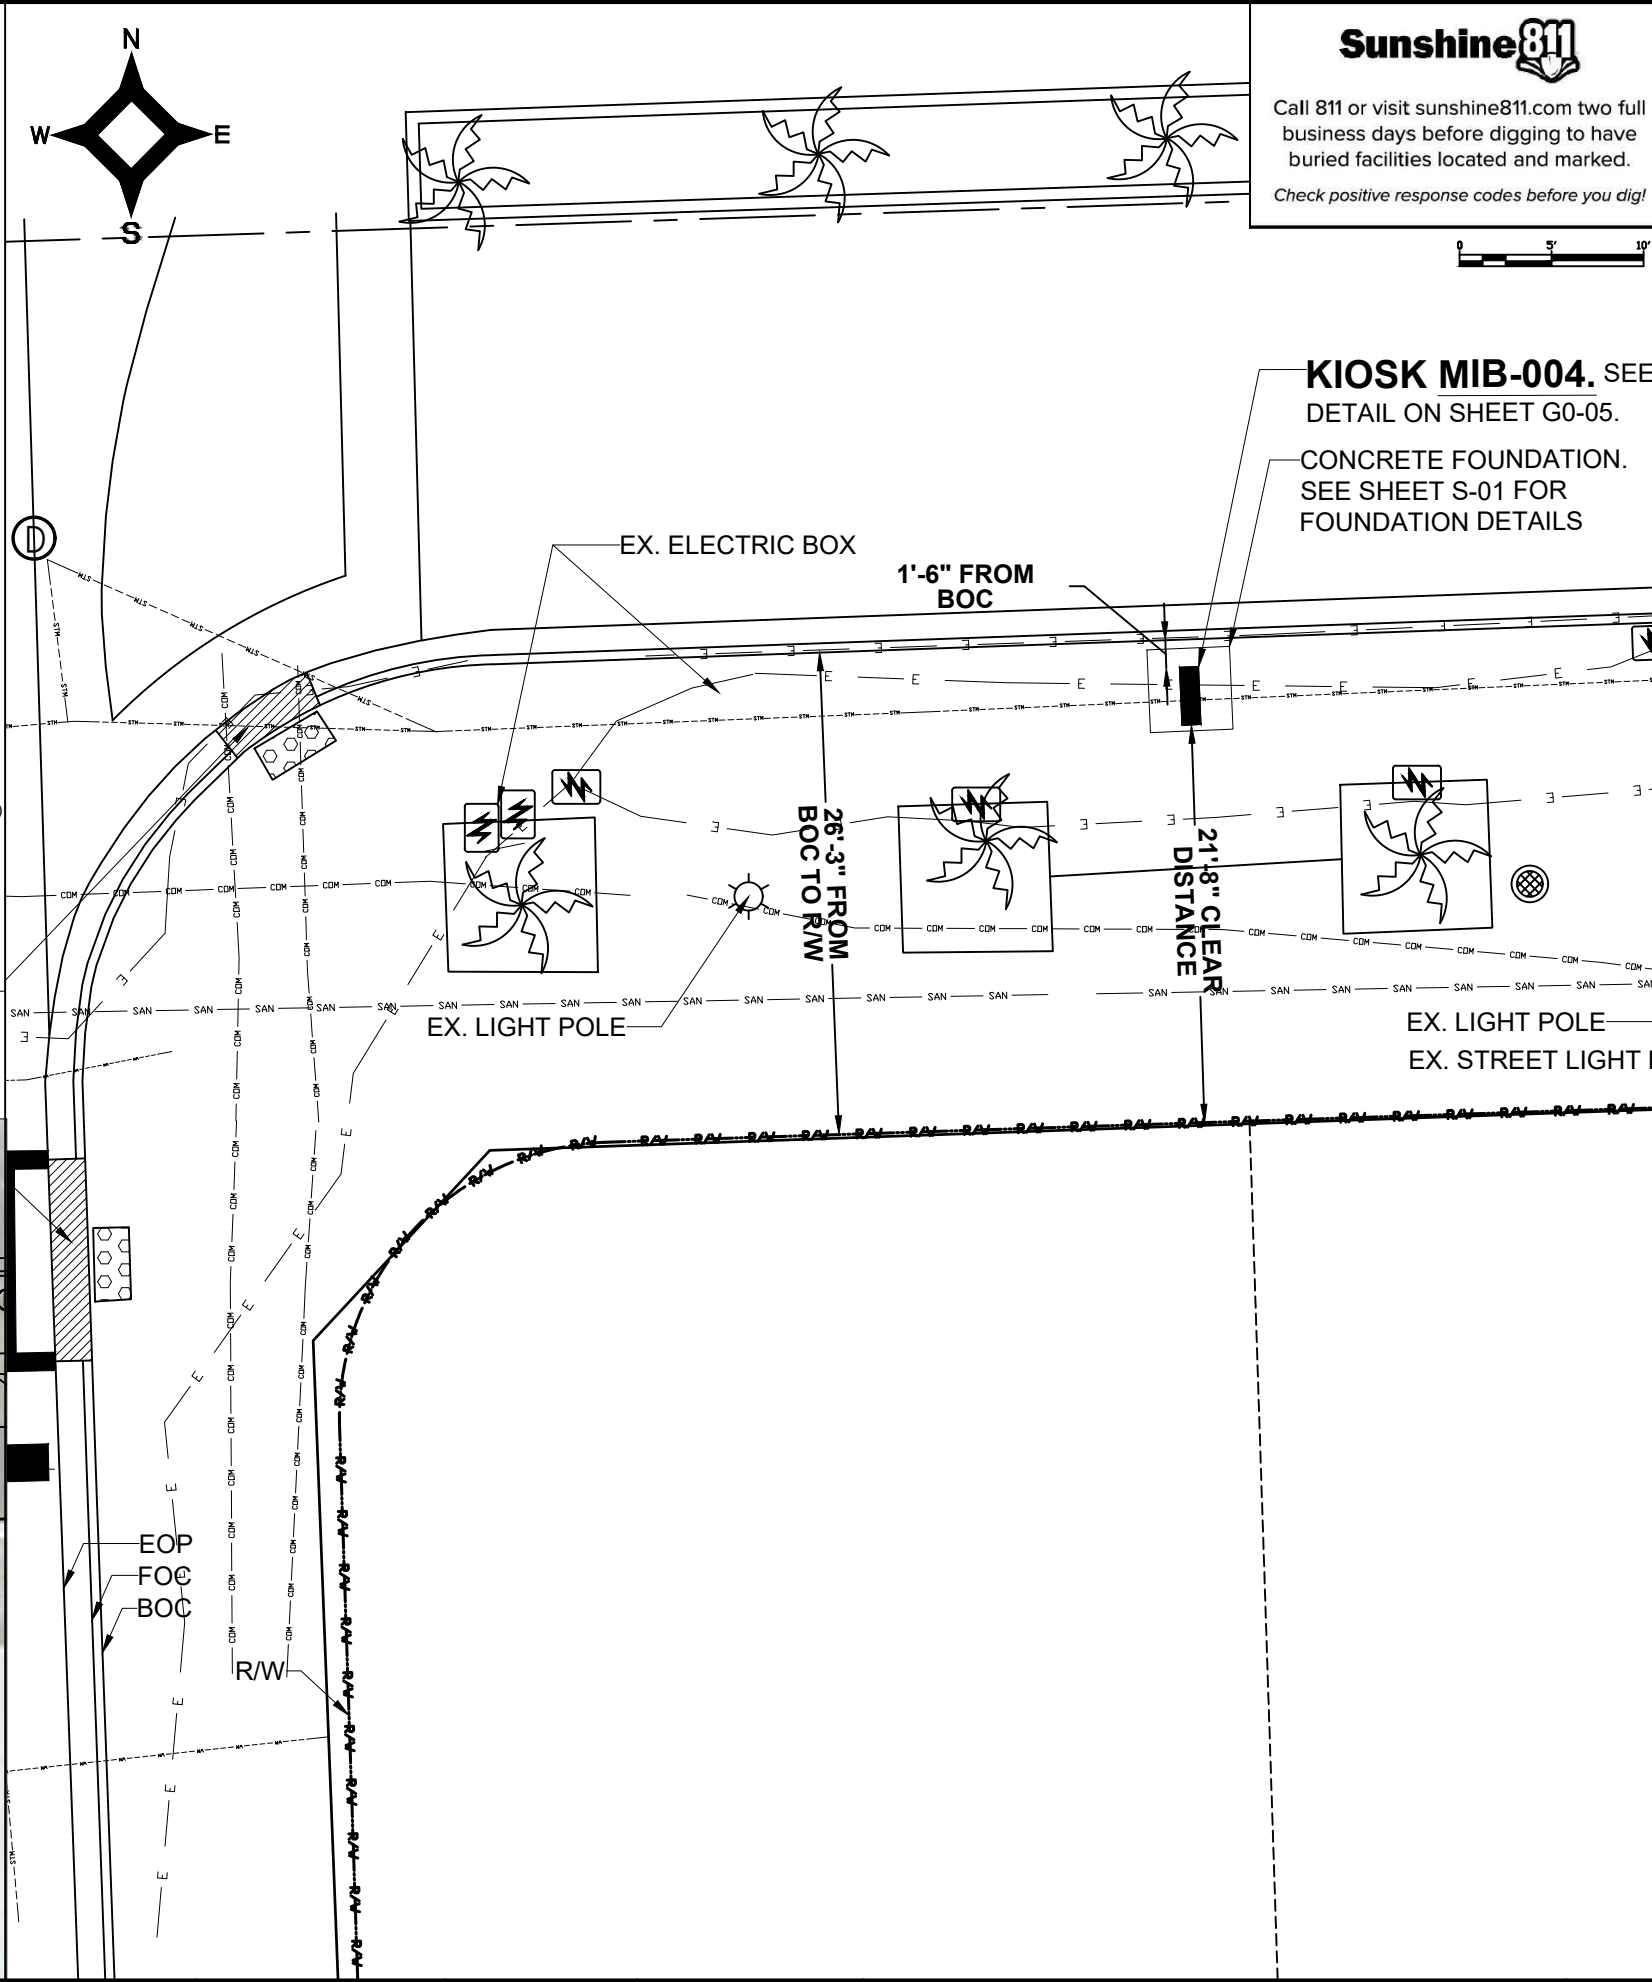 N
W
E
S
Sunshine 811
Call 811 or visit sunshine811.com two full
business days before digging to have
buried facilities located and marked.
Check positive response codes before you dig!
0 5' 10'
KIOSK MIB-004. SEE
DETAIL ON SHEET G0-05.
CONCRETE FOUNDATION.
SEE SHEET S-01 FOR
FOUNDATION DETAILS
D
EX. ELECTRIC BOX
1'-6" FROM
BOC
26'-3" FROM
BOC TO R/W
21'-8" CLEAR
DISTANCE
EX. LIGHT POLE
EX. LIGHT POLE
EX. STREET LIGHT
STM
E
COM
SAN
R/W
EOP
FOC
BOC
R/W